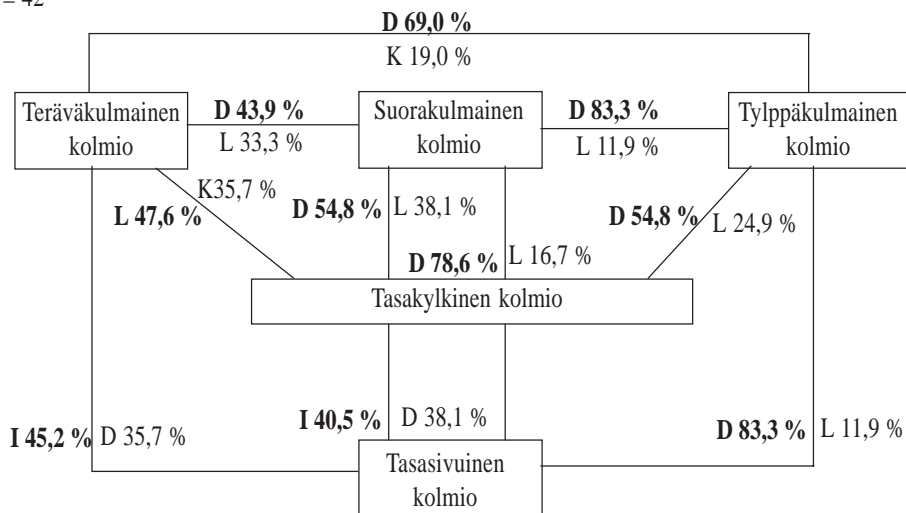 = 42
D 69,0 %
K 19,0 %
Teräväkulmainen
kolmio
D 43,9 %
L 33,3 %
Suorakulmainen
kolmio
D 83,3 %
L 11,9 %
Tylppäkulmainen
kolmio
K35,7 %
L 47,6 %
D 54,8 %
L 38,1 %
D 78,6 %
L 16,7 %
D 54,8 %
L 24,9 %
Tasakylkinen kolmio
I 45,2 %
D 35,7 %
I 40,5 %
D 38,1 %
D 83,3 %
L 11,9 %
Tasasivuinen
kolmio